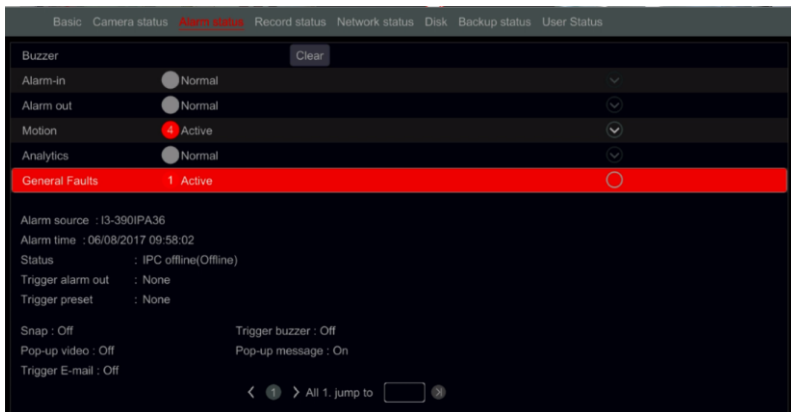 Basic Camera status Alarm status Record status Network status Disk Backup status User Status
Buzzer Clear
Alarm-in Normal
Alarm out Normal
Motion 4 Active
Analytics Normal
General Faults 1 Active
Alarm source : I3-390IPA36
Alarm time : 06/08/2017 09:58:02
Status : IPC offline(Offline)
Trigger alarm out : None
Trigger preset : None
Snap : Off Trigger buzzer : Off
Pop-up video : Off Pop-up message : On
Trigger E-mail : Off
1 All 1. jump to